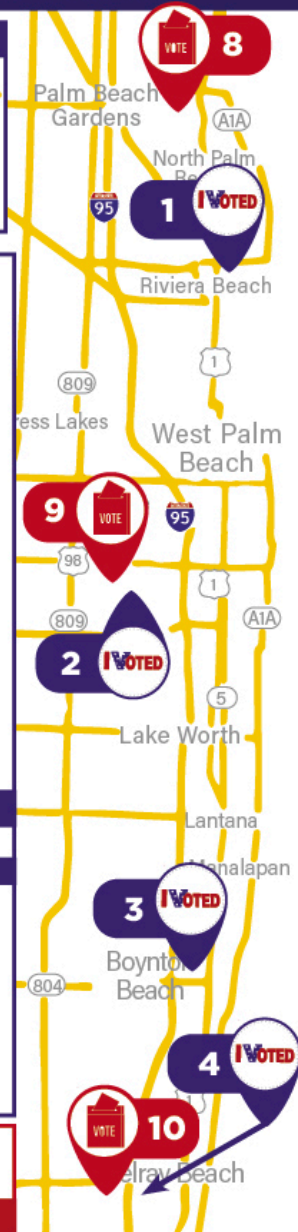 VOTE
8
Palm Beach
Gardens
A1A
North Palm
95
1
I VOTED
Riviera Beach
1
809
ress Lakes
West Palm
Beach
9
VOTE
95
98
1
809
A1A
2
I VOTED
5
Lake Worth
Lantana
Manalapan
3
I VOTED
Boynton
Beach
804
4
I VOTED
1
VOTE
10
elray Beach